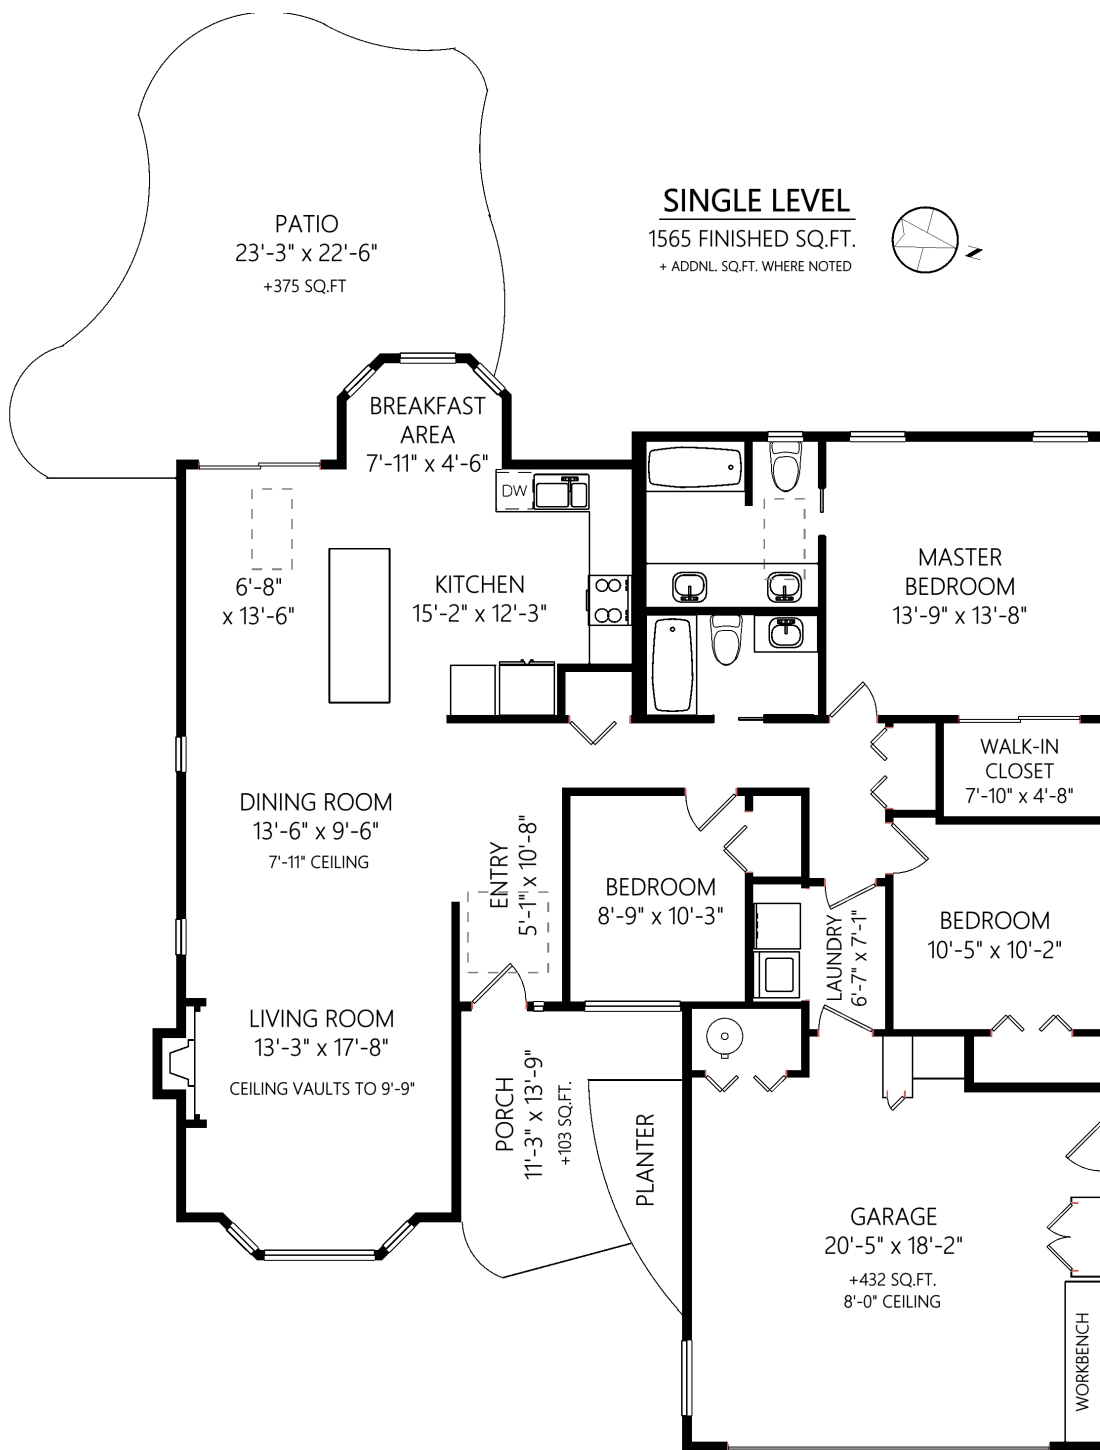 PATIO
23'-3" x 22'-6"
+375 SQ.FT
SINGLE LEVEL
1565 FINISHED SQ.FT.
+ ADDNL. SQ.FT. WHERE NOTED
N
BREAKFAST
AREA
7'-11" x 4'-6"
DW
6'-8"
x 13'-6"
KITCHEN
15'-2" x 12'-3"
MASTER
BEDROOM
13'-9" x 13'-8"
WALK-IN
CLOSET
7'-10" x 4'-8"
DINING ROOM
13'-6" x 9'-6"
7'-11" CEILING
ENTRY
5'-1" x 10'-8"
BEDROOM
8'-9" x 10'-3"
LAUNDRY
6'-7" x 7'-1"
BEDROOM
10'-5" x 10'-2"
LIVING ROOM
13'-3" x 17'-8"
CEILING VAULTS TO 9'-9"
PORCH
11'-3" x 13'-9"
+103 SQ.FT.
PLANTER
GARAGE
20'-5" x 18'-2"
+432 SQ.FT.
8'-0" CEILING
WORKBENCH